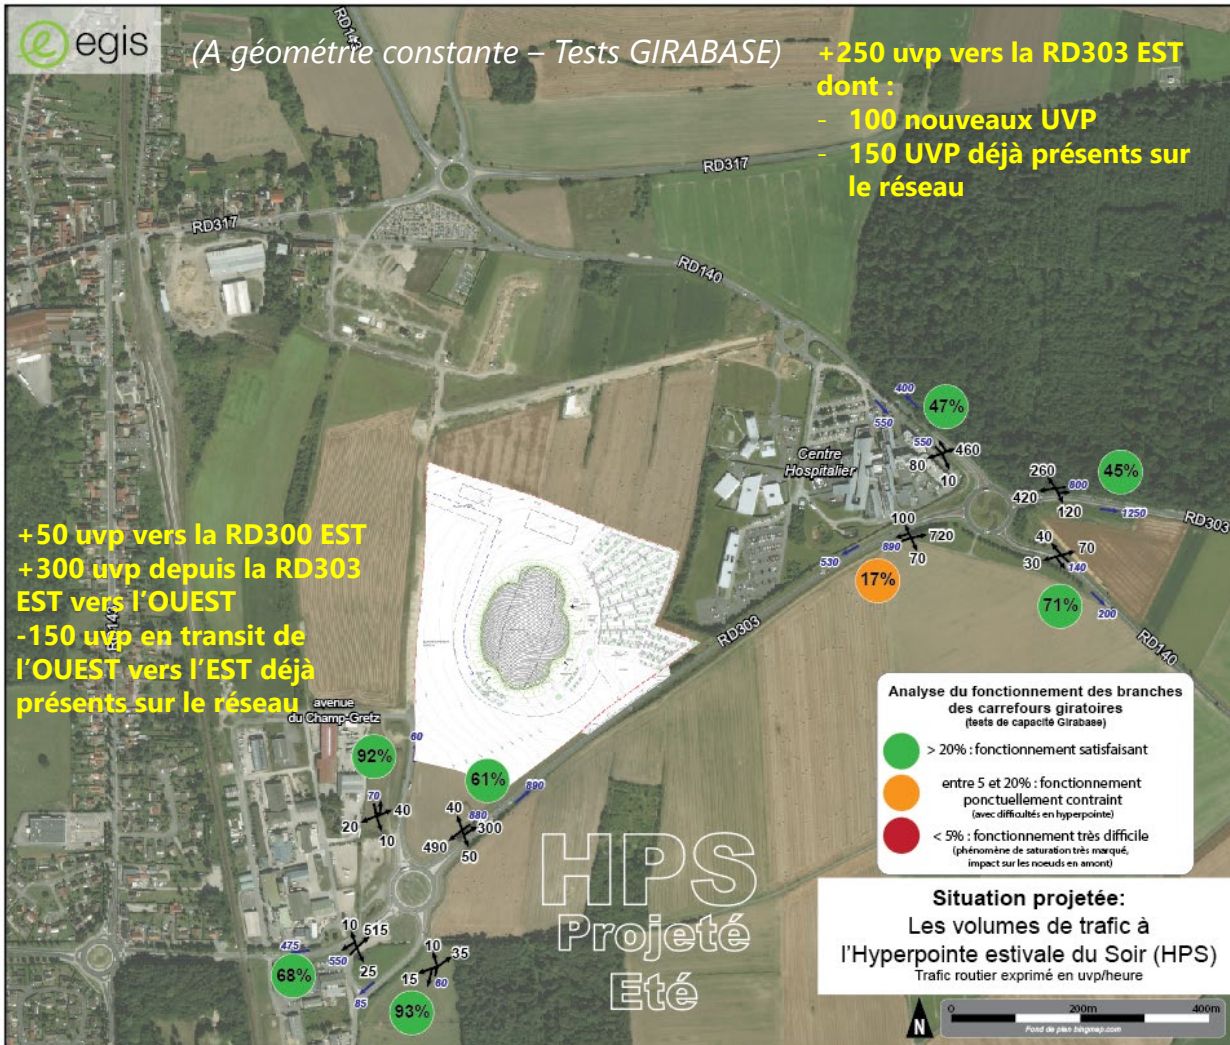 egis
(A géométrie constante – Tests GIRABASE)
+250 uvp vers la RD303 EST
dont :
- 100 nouveaux UVP
- 150 UVP déjà présents sur
le réseau
RD143
RD317
RD317
RD140
400
47%
550
550
460
80
10
Centre
Hospitalier
260
800
45%
420
120
1250
RD303
100
720
890
70
530
17%
40
70
30
140
71%
200
RD140
RD303
+50 uvp vers la RD300 EST
+300 uvp depuis la RD303
EST vers l'OUEST
-150 uvp en transit de
l'OUEST vers l'EST déjà
présents sur le réseau
RD143
avenue
du Champ-Gretz
60
92%
70
40
20
10
61%
890
40
880
300
490
50
HPS
Projeté
Eté
10
515
475
550
25
68%
85
10
35
15
60
93%
Analyse du fonctionnement des branches
des carrefours giratoires
(tests de capacité Girabase)
> 20% : fonctionnement satisfaisant
entre 5 et 20% : fonctionnement
ponctuellement contraint
(avec difficultés en hyperpointe)
< 5% : fonctionnement très difficile
(phénomène de saturation très marqué,
impact sur les noeuds en amont)
Situation projetée:
Les volumes de trafic à
l'Hyperpointe estivale du Soir (HPS)
Trafic routier exprimé en uvp/heure
N
0 200m 400m
Fond de plan bingmap.com